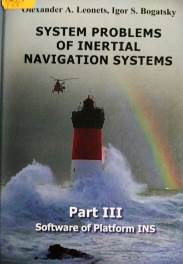 Olexander A. Leonets, Igor S. Bogatsky
SYSTEM PROBLEMS
OF INERTIAL
NAVIGATION SYSTEMS
Part III
Software of Platform INS